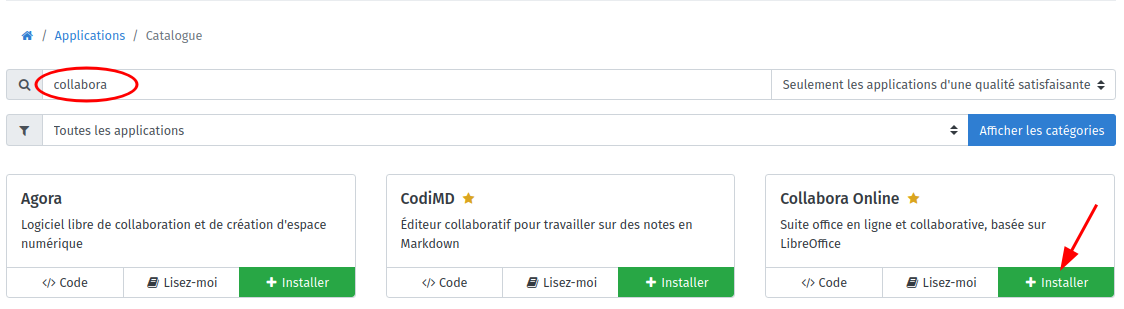 / Applications / Catalogue
collabora
Seulement les applications d'une qualité satisfaisante
Toutes les applications
Afficher les catégories
Agora
Logiciel libre de collaboration et de création d'espace
numérique
</> Code
Lisez-moi
+ Installer
CodiMD
Éditeur collaboratif pour travailler sur des notes en
Markdown
</> Code
Lisez-moi
+ Installer
Collabora Online
Suite office en ligne et collaborative, basée sur
LibreOffice
</> Code
Lisez-moi
+ Installer